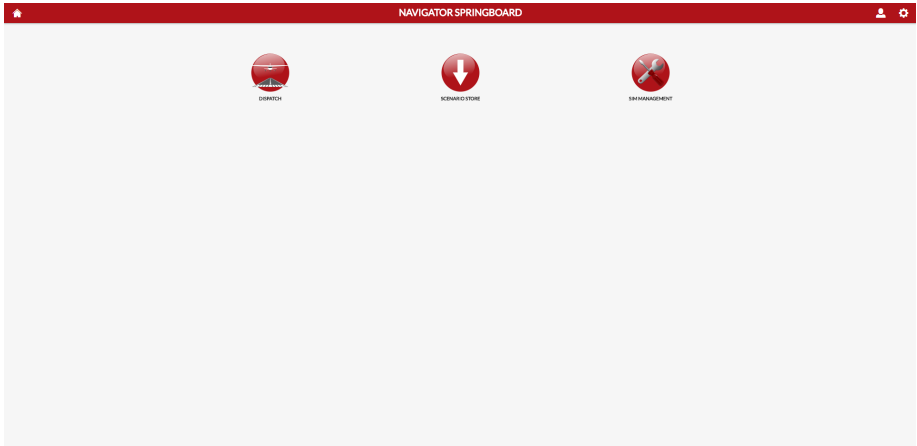 NAVIGATOR SPRINGBOARD
DISPATCH
SCENARIO STORE
SIM MANAGEMENT